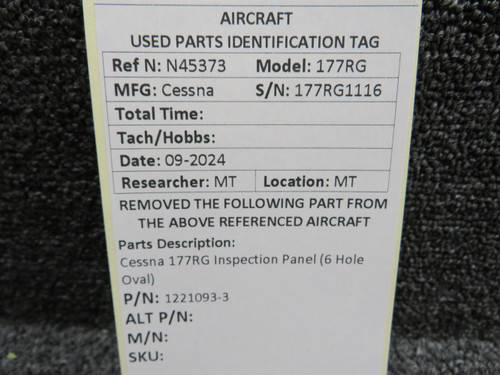 AIRCRAFT
USED PARTS IDENTIFICATION TAG
Ref N: N45373 Model: 177RG
MFG: Cessna S/N: 177RG1116
Total Time:
Tach/Hobbs:
Date: 09-2024
Researcher: MT Location: MT
REMOVED THE FOLLOWING PART FROM
THE ABOVE REFERENCED AIRCRAFT
Parts Description:
Cessna 177RG Inspection Panel (6 Hole
Oval)
P/N: 1221093-3
ALT P/N:
M/N:
SKU: